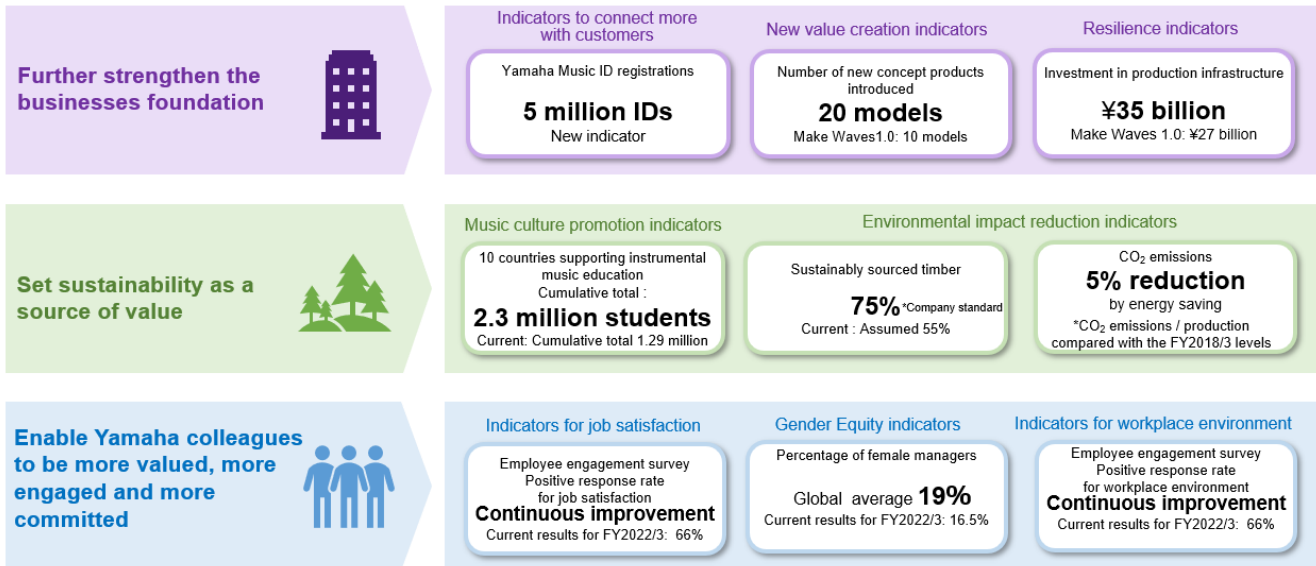 Further strengthen the
businesses foundation
Indicators to connect more
with customers
Yamaha Music ID registrations
5 million IDs
New indicator
New value creation indicators
Number of new concept products
introduced
20 models
Make Waves1.0: 10 models
Resilience indicators
Investment in production infrastructure
¥35 billion
Make Waves 1.0: ¥27 billion
Set sustainability as a
source of value
Music culture promotion indicators
10 countries supporting instrumental
music education
Cumulative total :
2.3 million students
Current: Cumulative total 1.29 million
Environmental impact reduction indicators
Sustainably sourced timber
75% *Company standard
Current : Assumed 55%
CO₂ emissions
5% reduction
by energy saving
*CO₂ emissions / production
compared with the FY2018/3 levels
Enable Yamaha colleagues
to be more valued, more
engaged and more
committed
Indicators for job satisfaction
Employee engagement survey
Positive response rate
for job satisfaction
Continuous improvement
Current results for FY2022/3: 66%
Gender Equity indicators
Percentage of female managers
Global average 19%
Current results for FY2022/3: 16.5%
Indicators for workplace environment
Employee engagement survey
Positive response rate
for workplace environment
Continuous improvement
Current results for FY2022/3: 66%